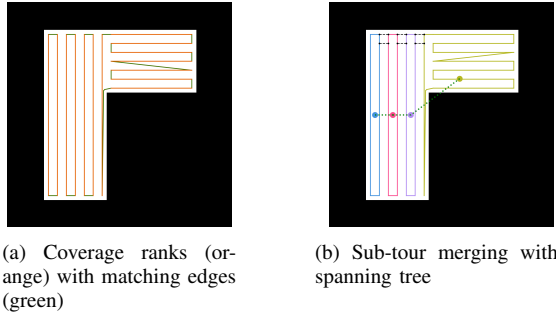 (a) Coverage ranks (or-
ange) with matching edges
(green)
(b) Sub-tour merging with
spanning tree